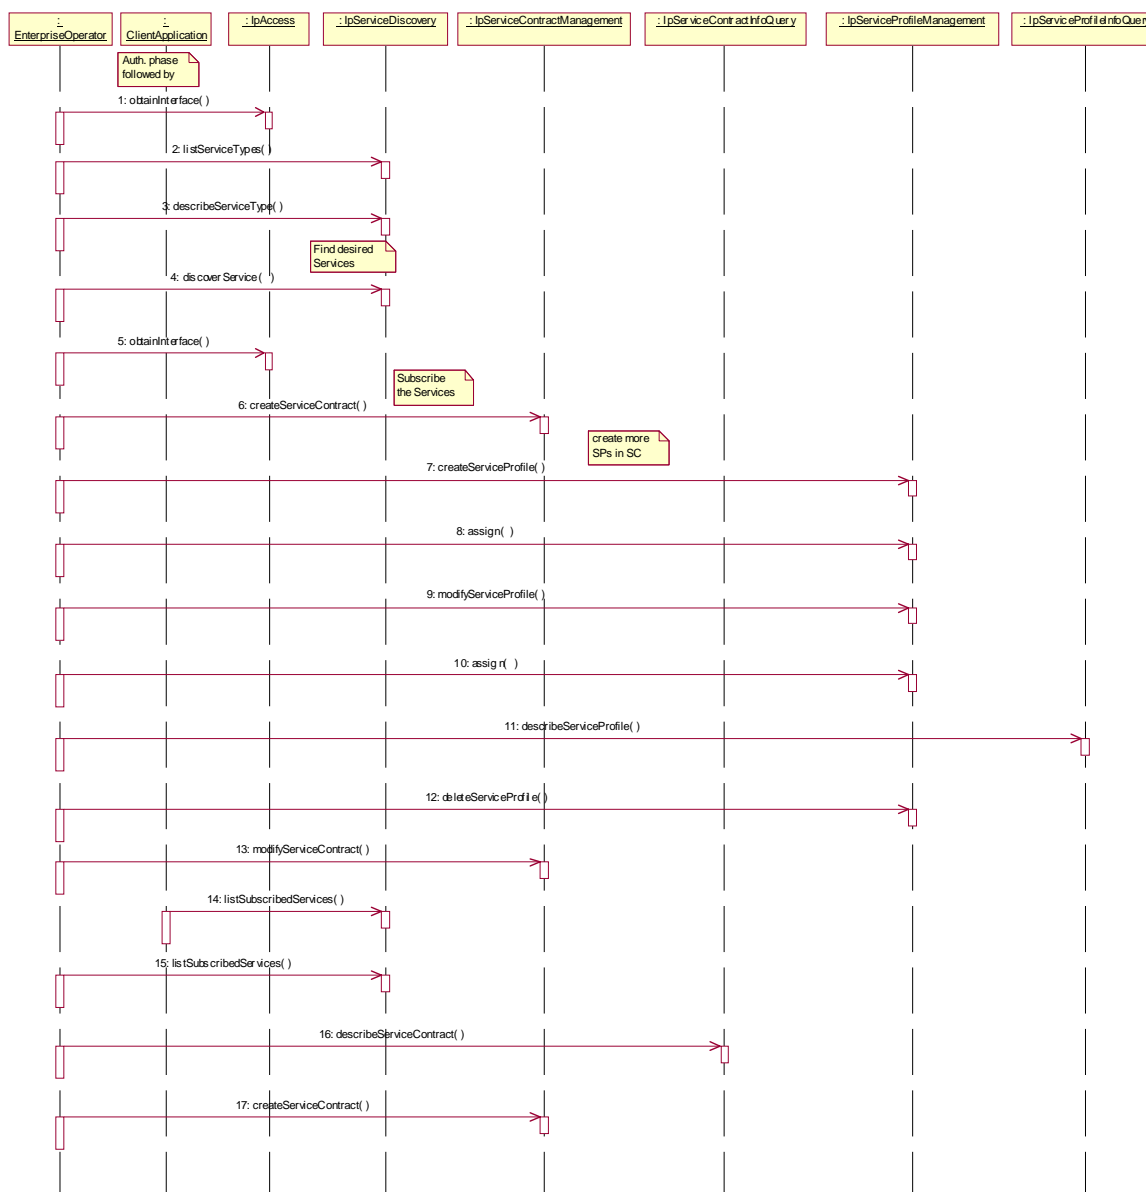 :
EnterpriseOperator
:
ClientApplication
: IpAccess
: IpServiceDiscovery
: IpServiceContractManagement
: IpServiceContractInfoQuery
: IpServiceProfileManagement
: IpServiceProfileInfoQuery
Auth. phase
followed by
1: obtainInterface( )
2: listServiceTypes( )
3: describeServiceType( )
Find desired
Services
4: discoverService( )
5: obtainInterface( )
Subscribe
the Services
6: createServiceContract( )
create more
SPs in SC
7: createServiceProfile( )
8: assign( )
9: modifyServiceProfile( )
10: assign( )
11: describeServiceProfile( )
12: deleteServiceProfile( )
13: modifyServiceContract( )
14: listSubscribedServices( )
15: listSubscribedServices( )
16: describeServiceContract( )
17: createServiceContract( )